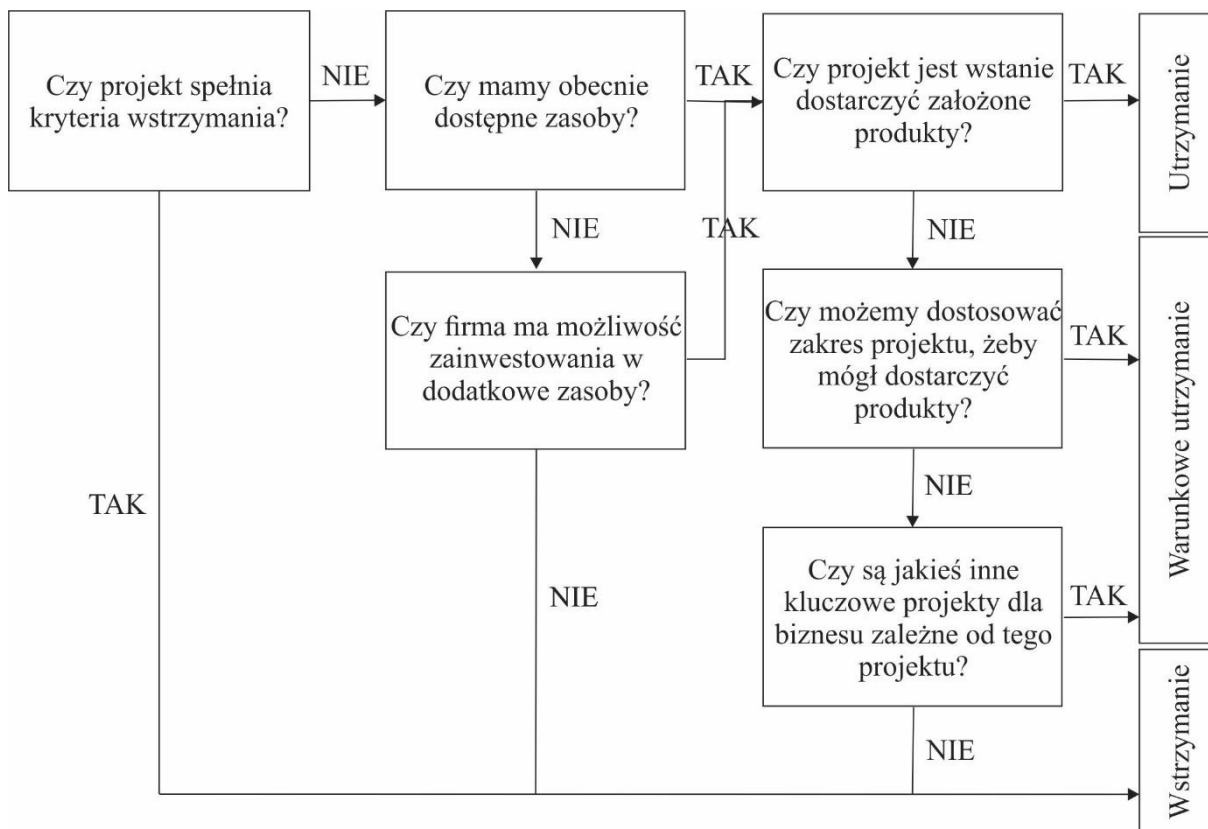 Czy projekt spełnia
kryteria wstrzymania?
NIE
Czy mamy obecnie
dostępne zasoby?
TAK
Czy projekt jest wstanie
dostarczyć założone
produkty?
TAK
Utrzymanie
NIE
TAK
NIE
Czy firma ma możliwość
zainwestowania w
dodatkowe zasoby?
Czy możemy dostosować
zakres projektu, żeby
mógł dostarczyć
produkty?
TAK
Warunkowe utrzymanie
TAK
NIE
NIE
Czy są jakieś inne
kluczowe projekty dla
biznesu zależne od tego
projektu?
TAK
NIE
Wstrzymanie